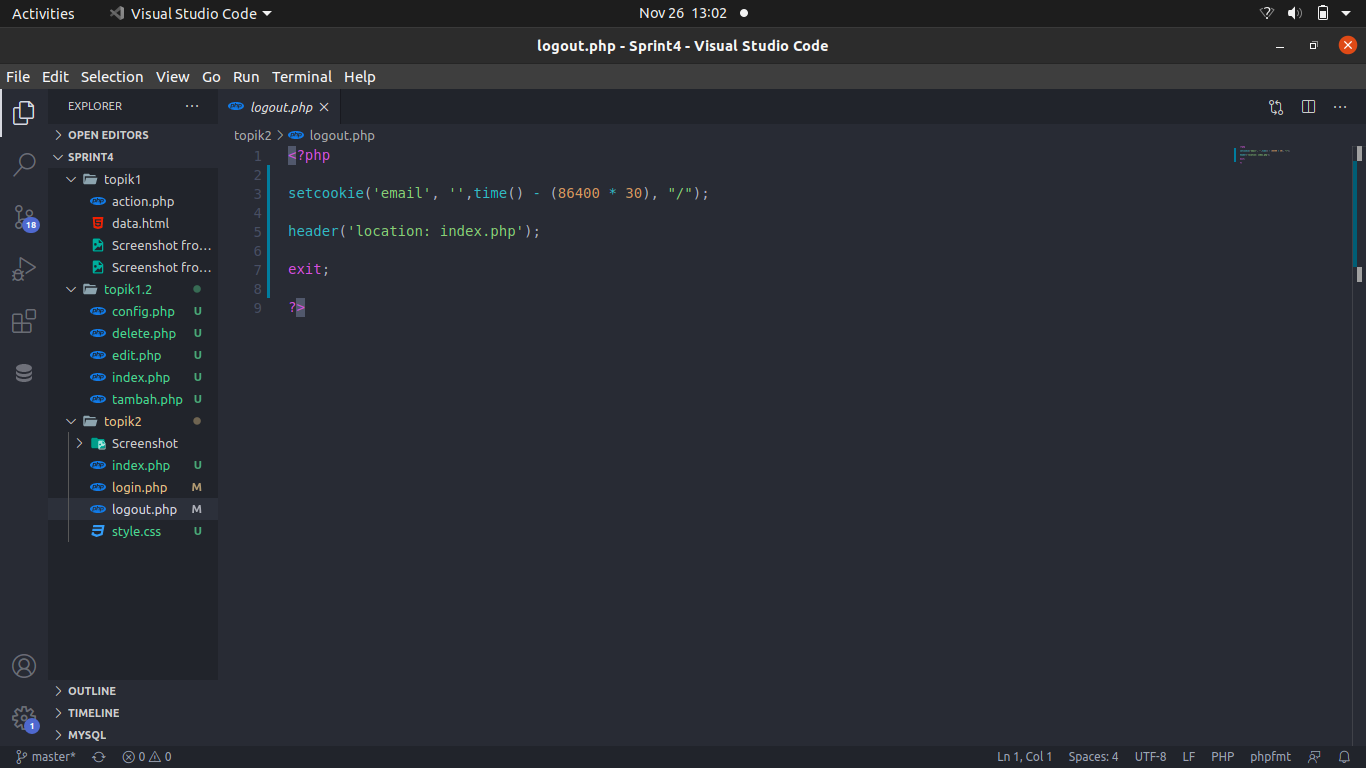 Activities
Visual Studio Code
Nov 26 13:02
logout.php - Sprint4 - Visual Studio Code
File Edit Selection View Go Run Terminal Help
EXPLORER
OPEN EDITORS
SPRINT4
topik1
action.php
data.html
Screenshot fro...
Screenshot fro...
topik1.2
config.php U
delete.php U
edit.php U
index.php U
tambah.php U
topik2
Screenshot
index.php U
login.php M
logout.php M
style.css U
OUTLINE
TIMELINE
MYSQL
18
1
php logout.php
topik2 > logout.php
1 <?php
2
3 setcookie('email', '',time() - (86400 * 30), "/");
4
5 header('location: index.php');
6
7 exit;
8
9 ?>
master* 0 0
Ln 1, Col 1 Spaces: 4 UTF-8 LF PHP phpfmt